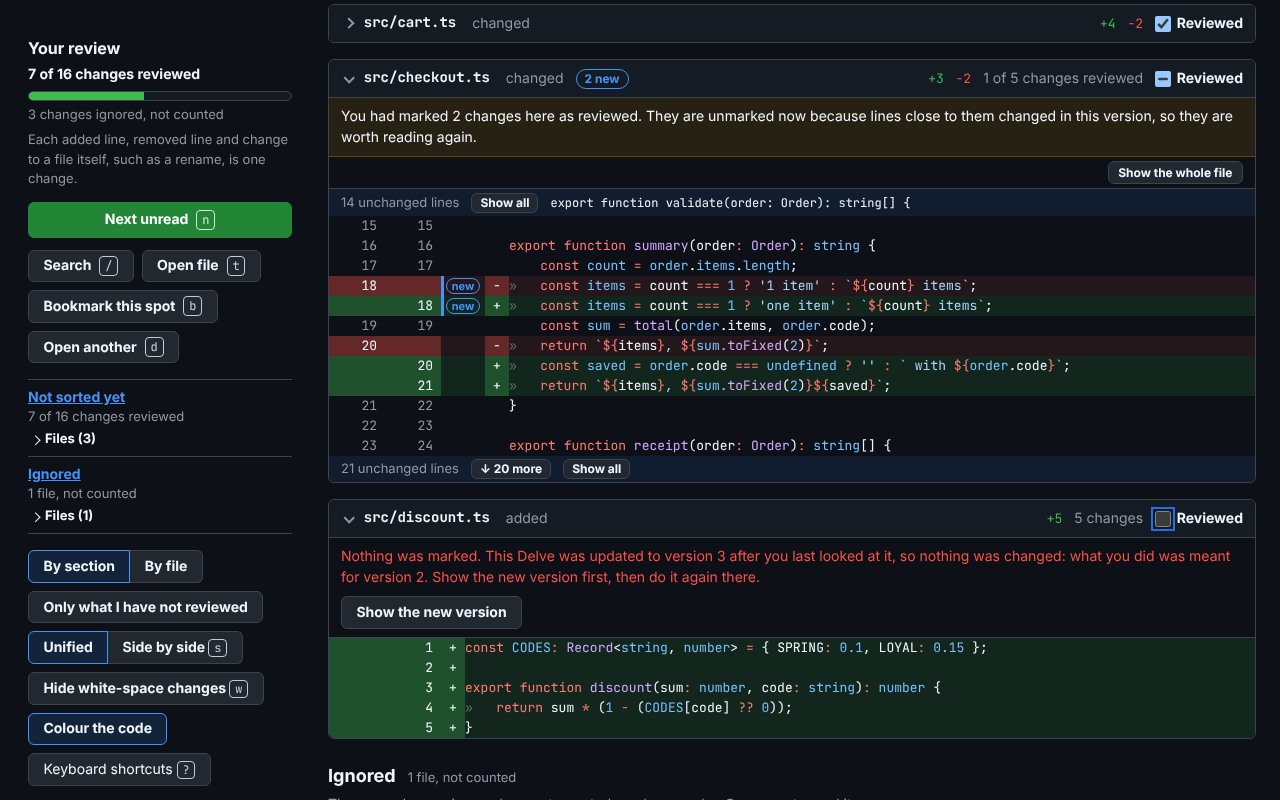 Your review
7 of 16 changes reviewed
3 changes ignored, not counted
Each added line, removed line and change
to a file itself, such as a rename, is one
change.
Next unread n
Search /
Open file t
Bookmark this spot b
Open another d
Not sorted yet
7 of 16 changes reviewed
Files (3)
Ignored
1 file, not counted
Files (1)
By section By file
Only what I have not reviewed
Unified Side by side s
Hide white-space changes w
Colour the code
Keyboard shortcuts ?
src/cart.ts changed +4 -2 Reviewed
src/checkout.ts changed 2 new +3 -2 1 of 5 changes reviewed Reviewed
You had marked 2 changes here as reviewed. They are unmarked now because lines close to them changed in this version, so they are
worth reading again.
Show the whole file
14 unchanged lines Show all export function validate(order: Order): string[] {
15 15
16 16 export function summary(order: Order): string {
17 17 const count = order.items.length;
18 new - » const items = count === 1 ? '1 item' : `${count} items`;
18 new + » const items = count === 1 ? 'one item' : `${count} items`;
19 19 const sum = total(order.items, order.code);
20 - » return `${items}, ${sum.toFixed(2)}`;
20 + » const saved = order.code === undefined ? '' : ` with ${order.code}`;
21 + » return `${items}, ${sum.toFixed(2)}${saved}`;
21 22 }
22 23
23 24 export function receipt(order: Order): string[] {
21 unchanged lines ↓ 20 more Show all
src/discount.ts added +5 5 changes Reviewed
Nothing was marked. This Delve was updated to version 3 after you last looked at it, so nothing was changed: what you did was meant
for version 2. Show the new version first, then do it again there.
Show the new version
1 + const CODES: Record<string, number> = { SPRING: 0.1, LOYAL: 0.15 };
2 +
3 + export function discount(sum: number, code: string): number {
4 + » return sum * (1 - (CODES[code] ?? 0));
5 + }
Ignored 1 file, not counted